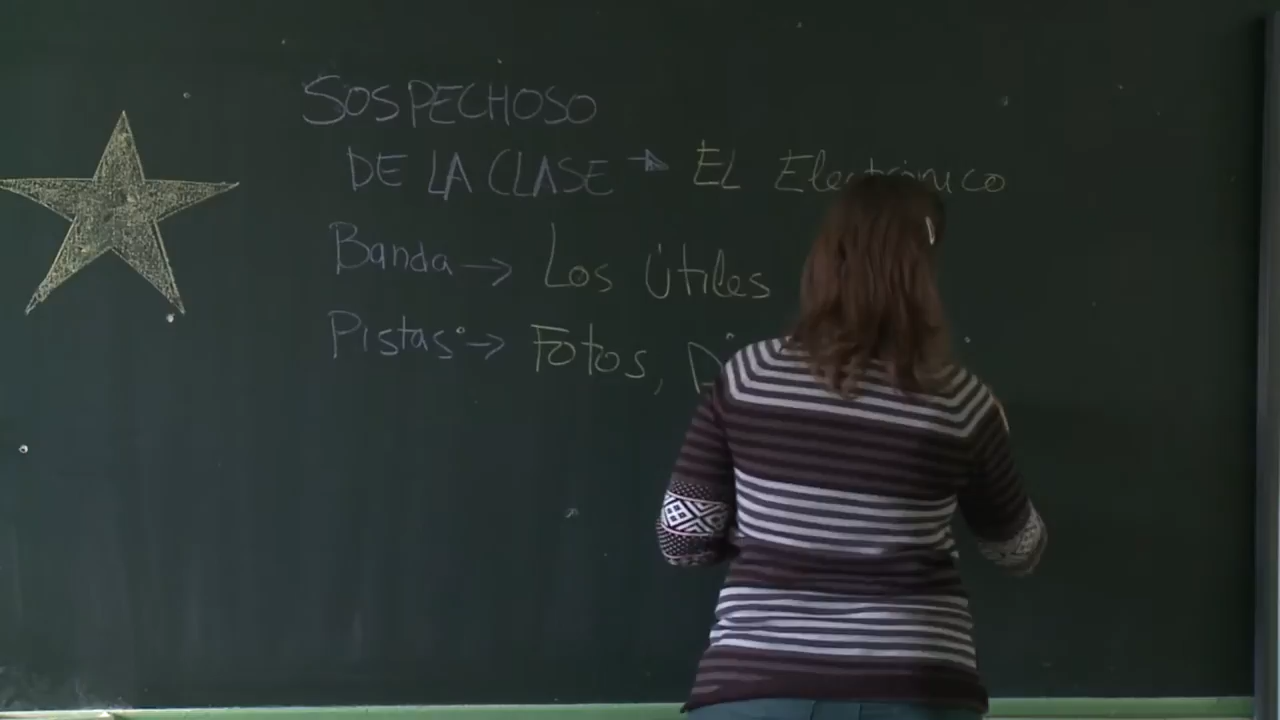 SOSPECHOSO
DE LA CLASE → EL Electrónico
Banda → Los Útiles
Pistas: → Fotos,